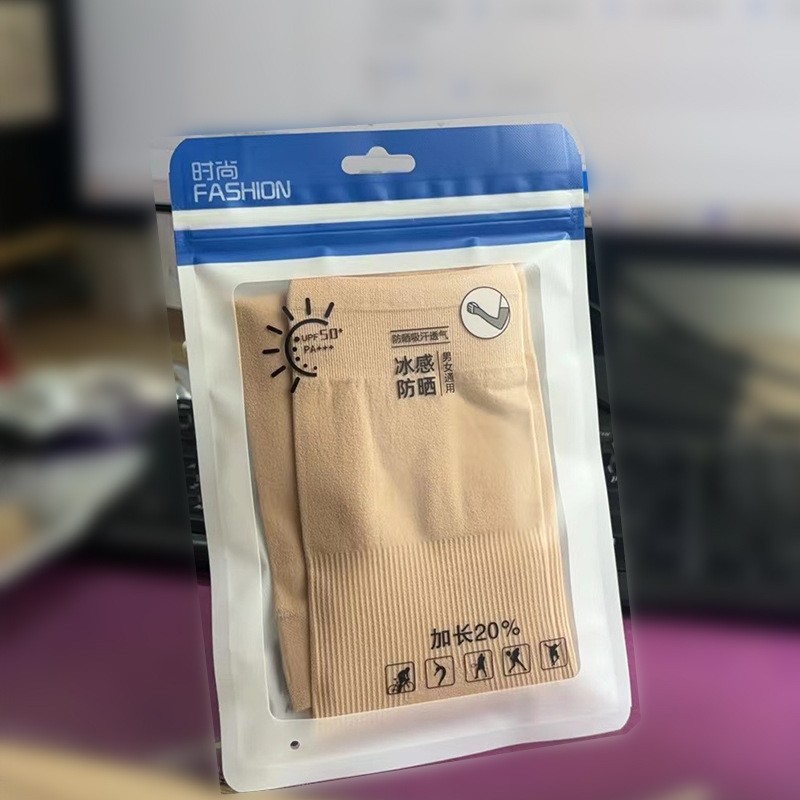 时尚
FASHION
UPF50+
PA+++
防晒吸汗透气
冰感
防晒
男女通用
加长20%